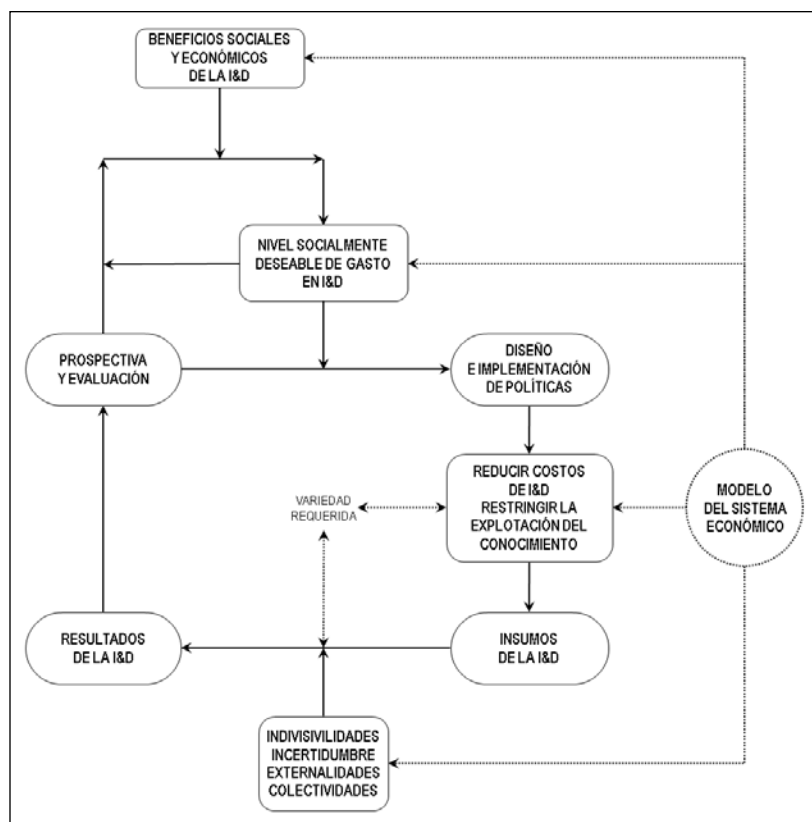 BENEFICIOS SOCIALES
Y ECONÓMICOS
DE LA I&D
NIVEL SOCIALMENTE
DESEABLE DE GASTO
EN I&D
PROSPECTIVA
Y EVALUACIÓN
DISEÑO
E IMPLEMENTACIÓN
DE POLÍTICAS
REDUCIR COSTOS
DE I&D
RESTRINGIR LA
EXPLOTACIÓN DEL
CONOCIMIENTO
VARIEDAD
REQUERIDA
MODELO
DEL SISTEMA
ECONÓMICO
RESULTADOS
DE LA I&D
INSUMOS
DE LA I&D
INDIVISIVILIDADES
INCERTIDUMBRE
EXTERNALIDADES
COLECTIVIDADES